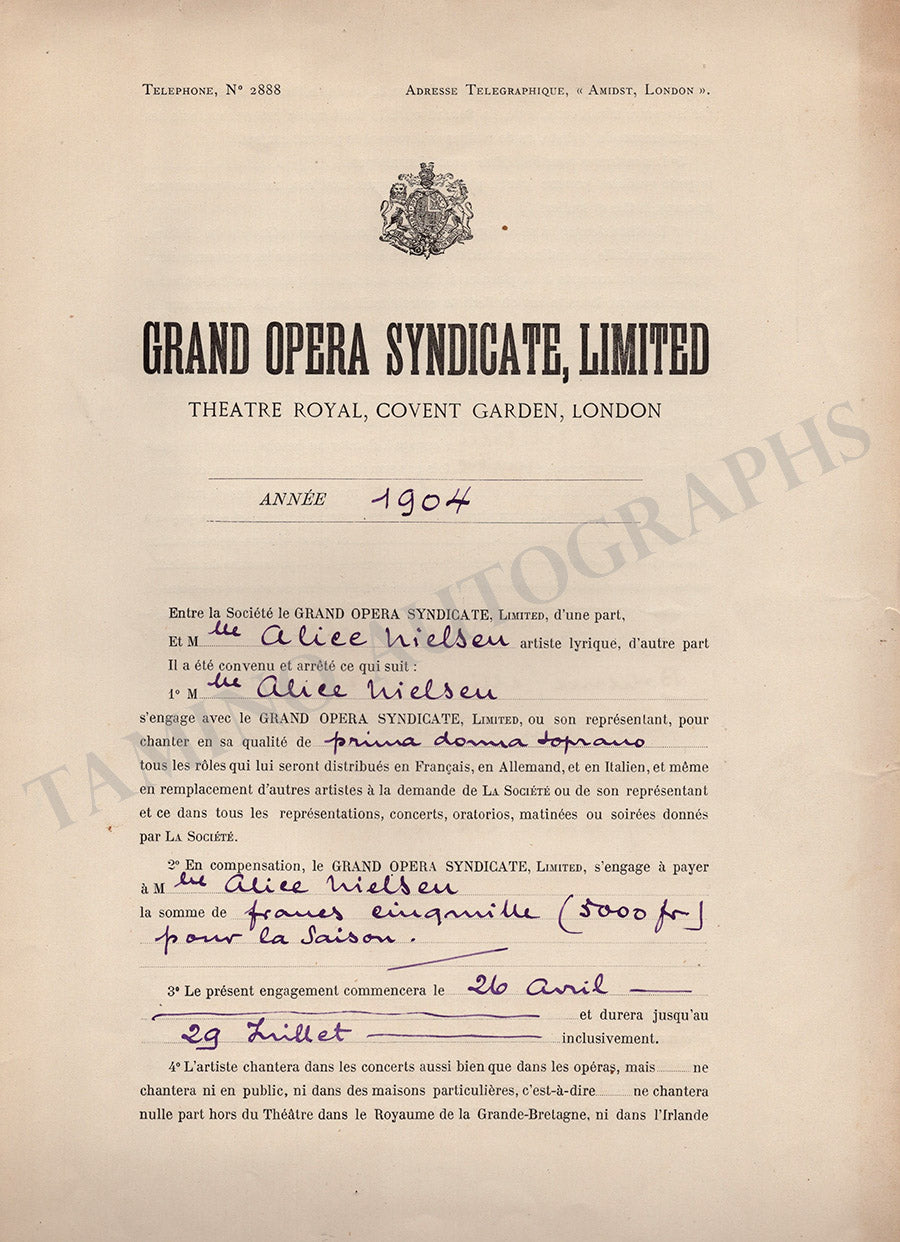 TELEPHONE, Nº 2888 ADRESSE TELEGRAPHIQUE, « AMIDST, LONDON ».
GRAND OPERA SYNDICATE, LIMITED
THEATRE ROYAL, COVENT GARDEN, LONDON
ANNÉE 1904
Entre la Société le GRAND OPERA SYNDICATE, LIMITED, d'une part,
Et Mlle Alice Nielsen artiste lyrique, d'autre part
Il a été convenu et arrêté ce qui suit :
1º Mlle Alice Nielsen
s'engage avec le GRAND OPERA SYNDICATE, LIMITED, ou son représentant, pour
chanter en sa qualité de prima donna soprano
tous les rôles qui lui seront distribués en Français, en Allemand, et en Italien, et même
en remplacement d'autres artistes à la demande de LA SOCIÉTÉ ou de son représentant
et ce dans tous les représentations, concerts, oratorios, matinées ou soirées donnés
par LA SOCIÉTÉ.
2º En compensation, le GRAND OPERA SYNDICATE, LIMITED, s'engage à payer
à Mlle Alice Nielsen
la somme de francs cinqmille (5000 fr)
pour la Saison.
3º Le présent engagement commencera le 26 Avril
et durera jusqu'au
29 Juillet inclusivement.
4º L'artiste chantera dans les concerts aussi bien que dans les opéras, mais ne
chantera ni en public, ni dans des maisons particulières, c'est-à-dire ne chantera
nulle part hors du Théâtre dans le Royaume de la Grande-Bretagne, ni dans l'Irlande
TAMINO AUTOGRAPHS